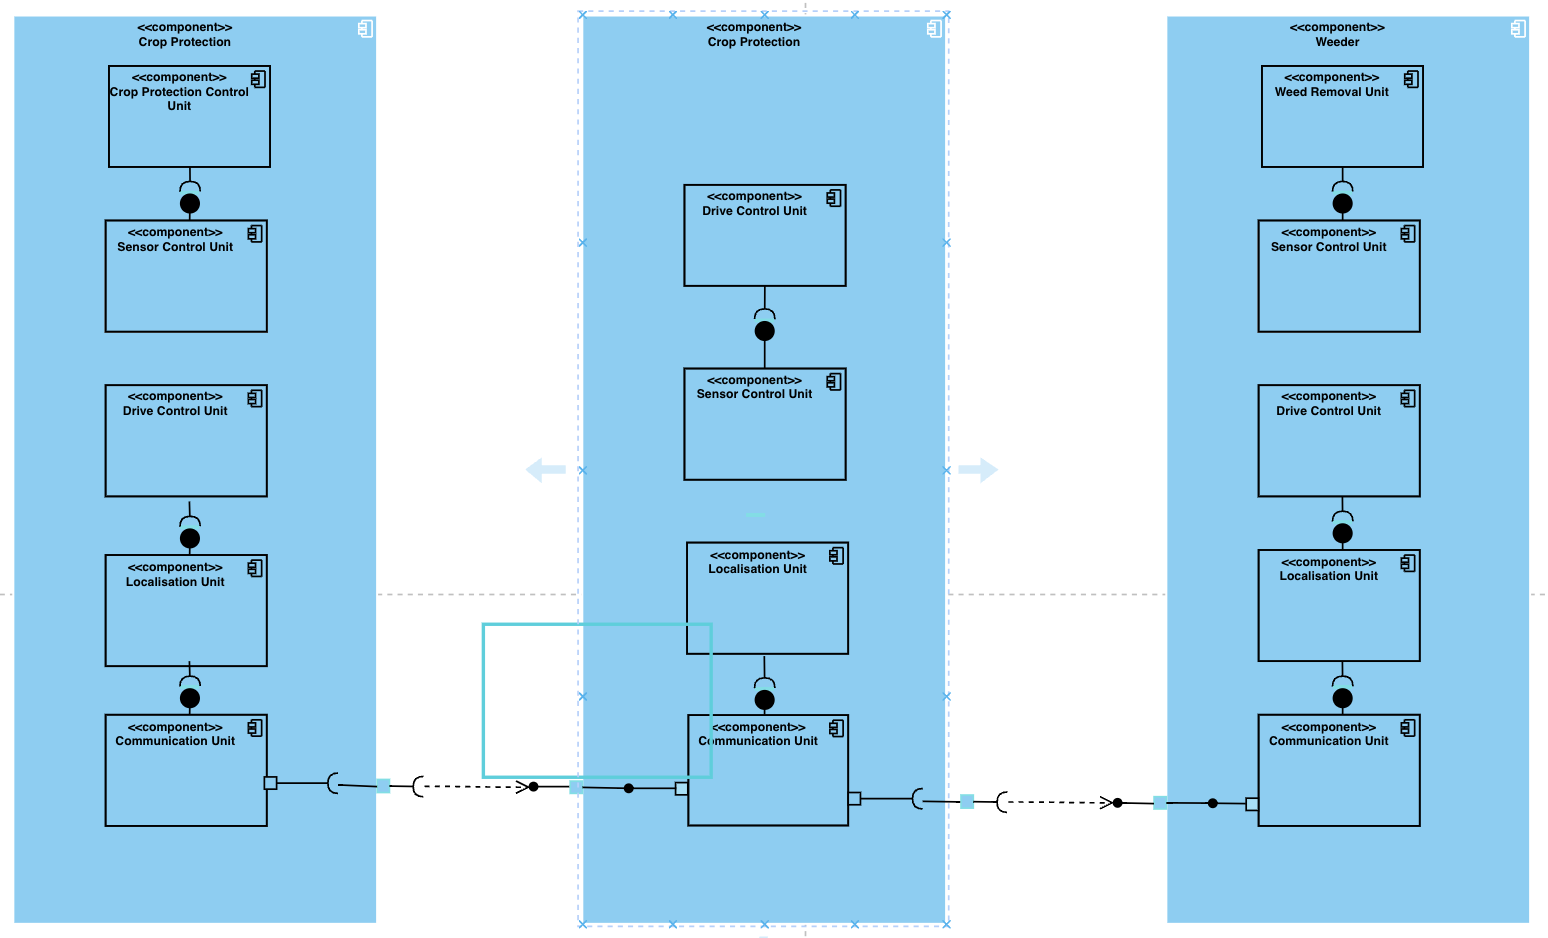 <<component>>
Crop Protection
<<component>>
Crop Protection Control
Unit
<<component>>
Sensor Control Unit
<<component>>
Drive Control Unit
<<component>>
Localisation Unit
<<component>>
Communication Unit
<<component>>
Crop Protection
<<component>>
Drive Control Unit
<<component>>
Sensor Control Unit
<<component>>
Localisation Unit
<<component>>
Communication Unit
<<component>>
Weeder
<<component>>
Weed Removal Unit
<<component>>
Sensor Control Unit
<<component>>
Drive Control Unit
<<component>>
Localisation Unit
<<component>>
Communication Unit